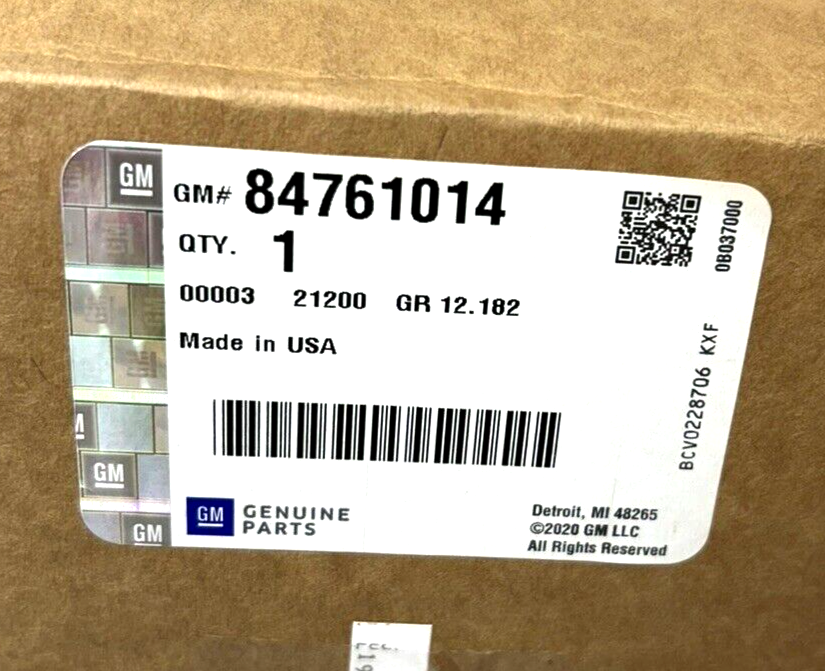 GM
GM# 84761014
QTY. 1
00003 21200 GR 12.182
Made in USA
0B037000
BCV0228706 KXF
GM
GM
GM GENUINE
PARTS
Detroit, MI 48265
©2020 GM LLC
All Rights Reserved